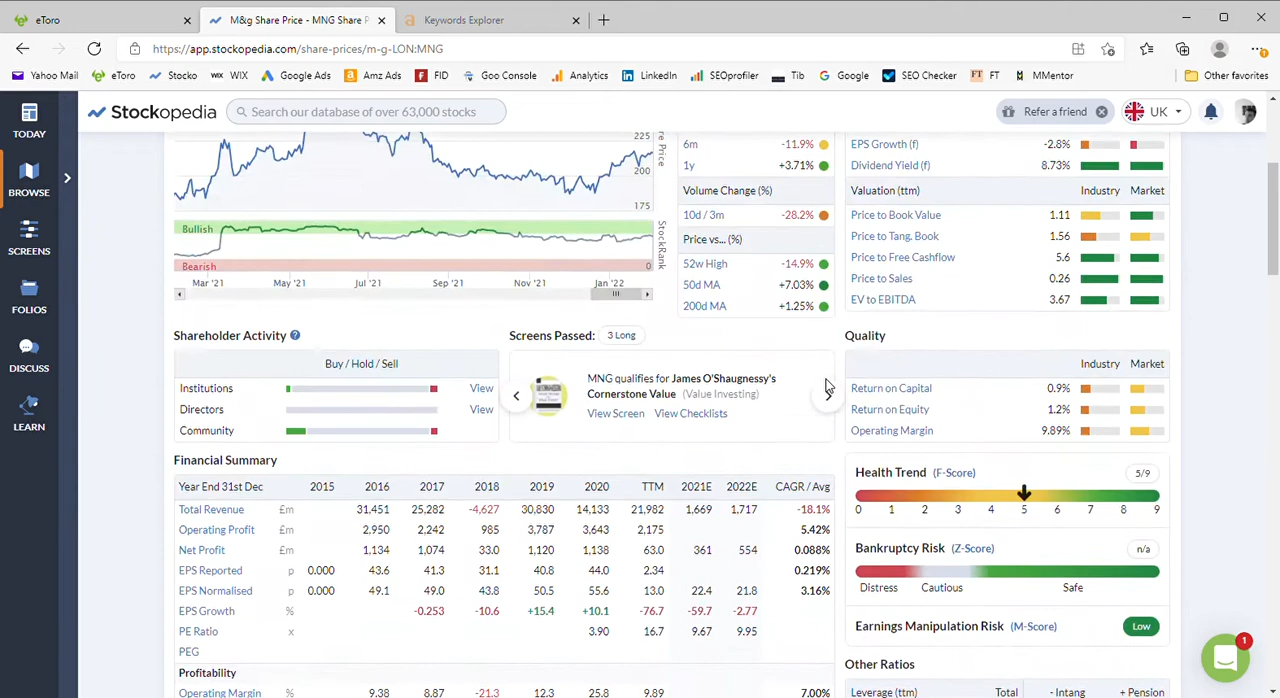 eToro
M&g Share Price - MNG Share P
Keywords Explorer
https://app.stockopedia.com/share-prices/m-g-LON:MNG
Yahoo Mail eToro Stocko WIX WIX Google Ads Amz Ads FID Goo Console Analytics LinkedIn SEOprofiler Tib Google SEO Checker FT FT MMentor Other favorites
Stockopedia
Search our database of over 63,000 stocks
Refer a friend
UK
TODAY
BROWSE
SCREENS
FOLIOS
DISCUSS
LEARN
225
200
175
e Price
Bullish
Bearish
0
StockRank
Mar '21 May '21 Jul '21 Sep '21 Nov '21 Jan '22
6m -11.9%
1y +3.71%
Volume Change (%)
10d / 3m -28.2%
Price vs... (%)
52w High -14.9%
50d MA +7.03%
200d MA +1.25%
EPS Growth (f) -2.8%
Dividend Yield (f) 8.73%
Valuation (ttm) Industry Market
Price to Book Value 1.11
Price to Tang. Book 1.56
Price to Free Cashflow 5.6
Price to Sales 0.26
EV to EBITDA 3.67
Shareholder Activity ?
Buy / Hold / Sell
Institutions View
Directors View
Community
Screens Passed: 3 Long
MNG qualifies for James O'Shaugnessy's
Cornerstone Value (Value Investing)
View Screen View Checklists
Quality
Industry Market
Return on Capital 0.9%
Return on Equity 1.2%
Operating Margin 9.89%
Financial Summary
Year End 31st Dec 2015 2016 2017 2018 2019 2020 TTM 2021E 2022E CAGR / Avg
Total Revenue £m 31,451 25,282 -4,627 30,830 14,133 21,982 1,669 1,717 -18.1%
Operating Profit £m 2,950 2,242 985 3,787 3,643 2,175 5.42%
Net Profit £m 1,134 1,074 33.0 1,120 1,138 63.0 361 554 0.088%
EPS Reported p 0.000 43.6 41.3 31.1 40.8 44.0 2.34 0.219%
EPS Normalised p 0.000 49.1 49.0 43.8 50.5 55.6 13.0 22.4 21.8 3.16%
EPS Growth % -0.253 -10.6 +15.4 +10.1 -76.7 -59.7 -2.77
PE Ratio x 3.90 16.7 9.67 9.95
PEG
Profitability
Operating Margin % 9.38 8.87 -21.3 12.3 25.8 9.89 7.00%
Health Trend (F-Score) 5/9
0 1 2 3 4 5 6 7 8 9
Bankruptcy Risk (Z-Score) n/a
Distress Cautious Safe
Earnings Manipulation Risk (M-Score) Low
Other Ratios
Leverage (ttm) Total - Intang + Pension
1